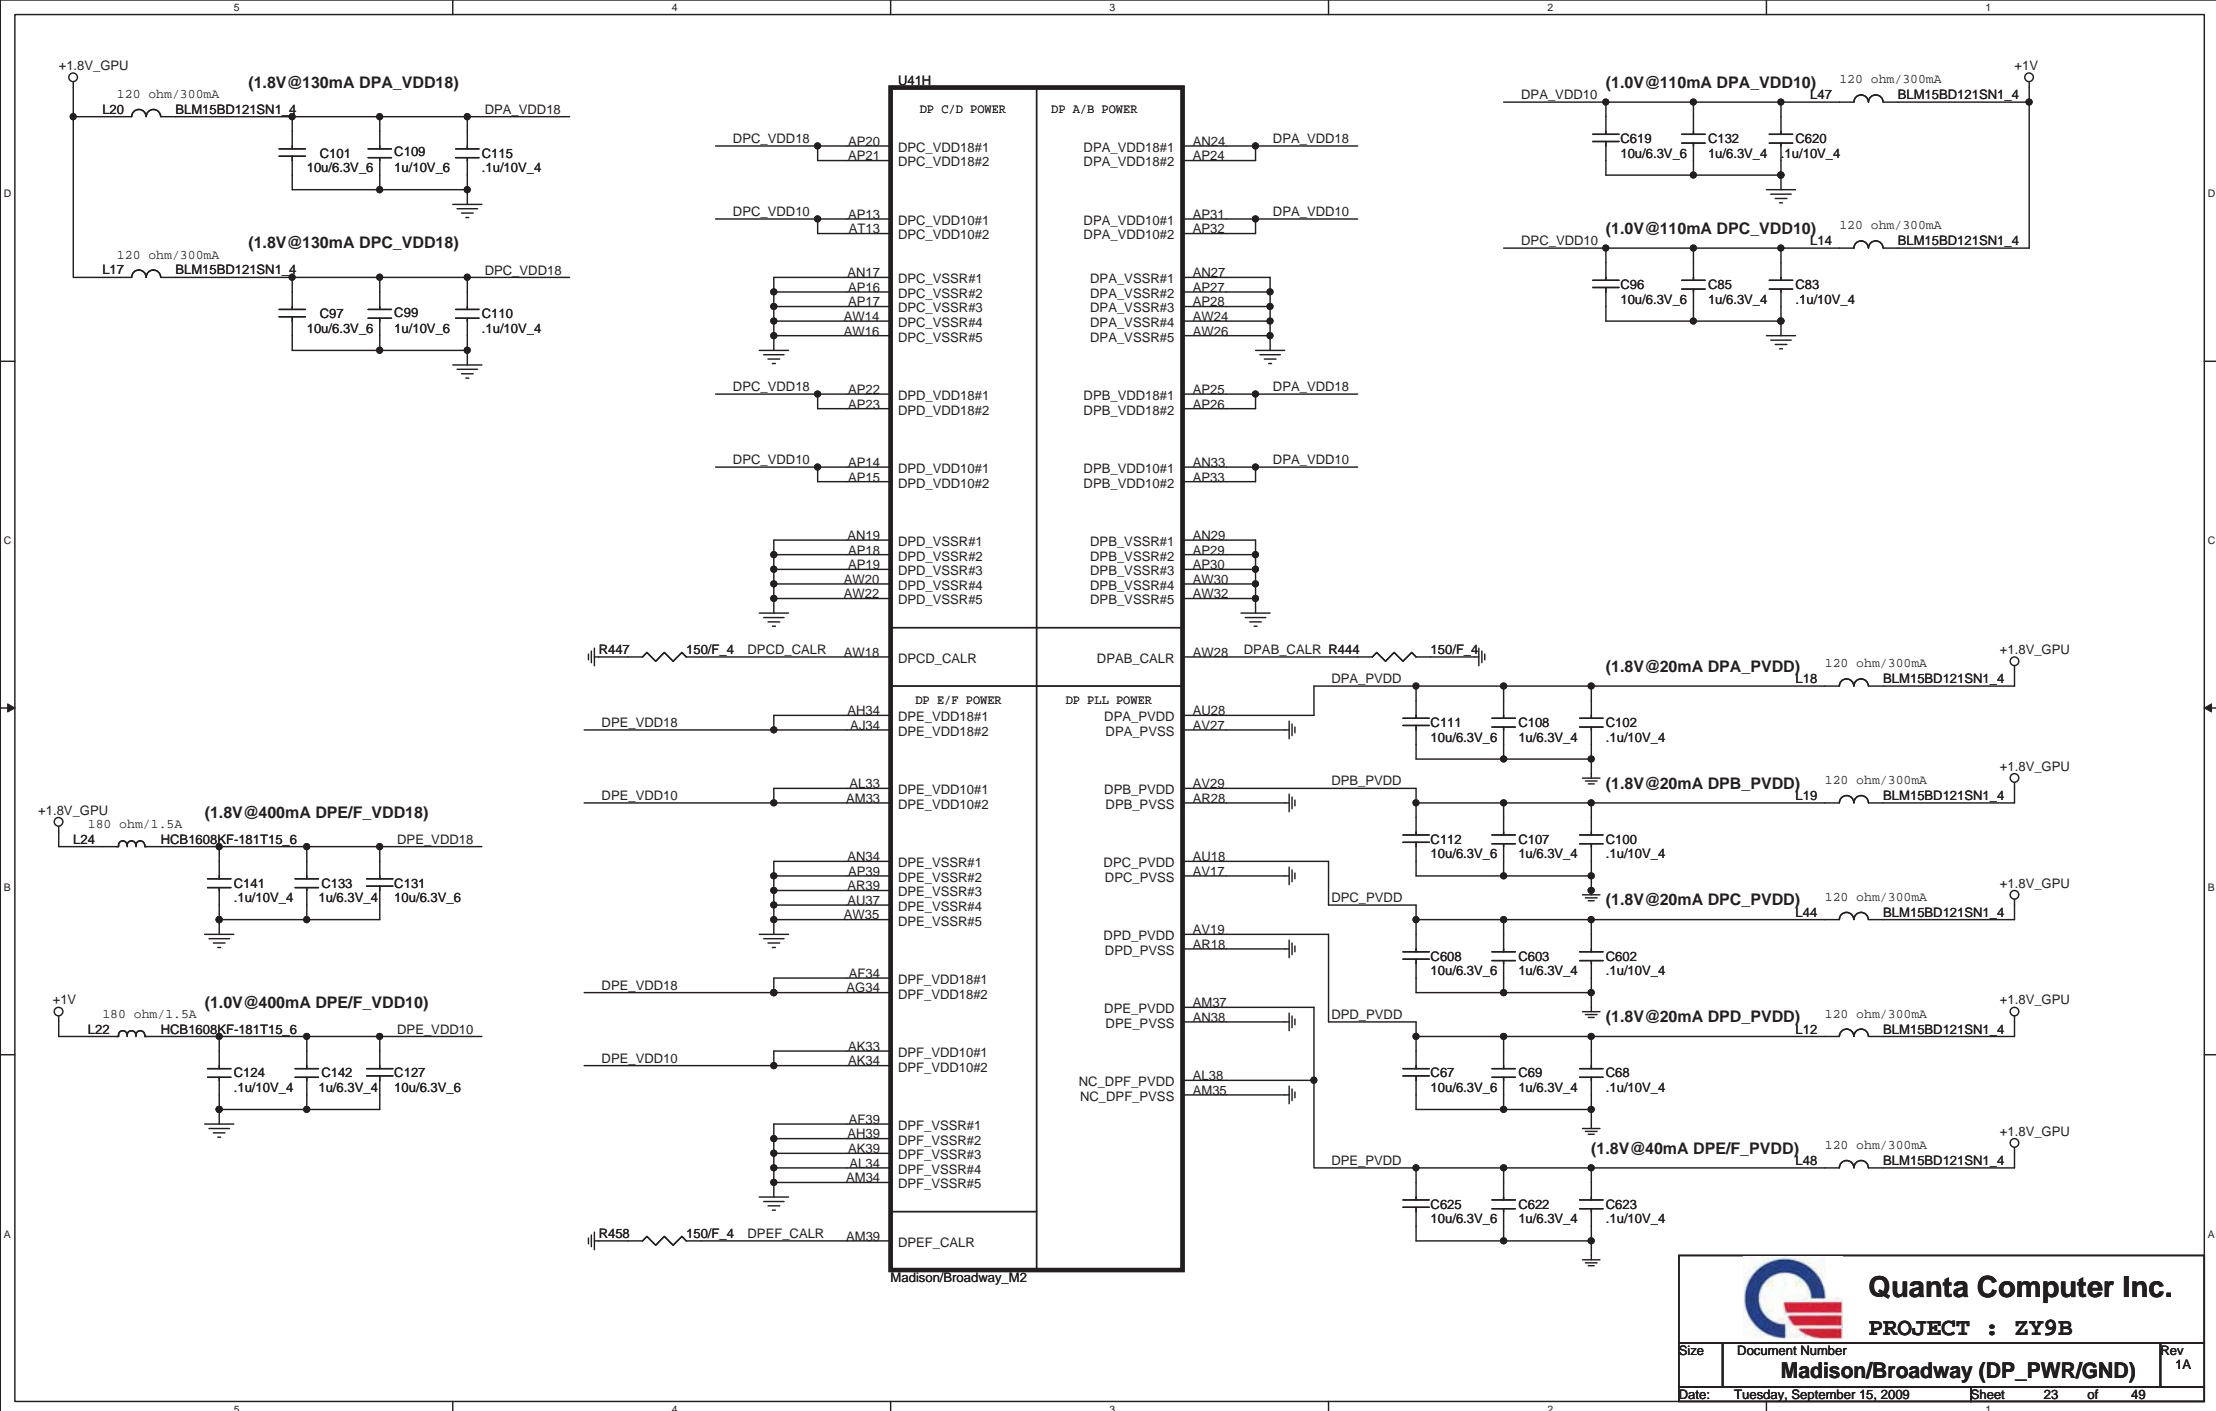 5 4 3 2 1
D
C
B
A
+1.8V_GPU
(1.8V@130mA DPA_VDD18)
120 ohm/300mA
L20 BLM15BD121SN1_4 DPA_VDD18
C101 10u/6.3V_6
C109 1u/10V_6
C115 .1u/10V_4
(1.8V@130mA DPC_VDD18)
120 ohm/300mA
L17 BLM15BD121SN1_4 DPC_VDD18
C97 10u/6.3V_6
C99 1u/10V_6
C110 .1u/10V_4
+1.8V_GPU
(1.8V@400mA DPE/F_VDD18)
180 ohm/1.5A
L24 HCB1608KF-181T15_6 DPE_VDD18
C141 .1u/10V_4
C133 1u/6.3V_4
C131 10u/6.3V_6
+1V
(1.0V@400mA DPE/F_VDD10)
180 ohm/1.5A
L22 HCB1608KF-181T15_6 DPE_VDD10
C124 .1u/10V_4
C142 1u/6.3V_4
C127 10u/6.3V_6
U41H
DP C/D POWER
DPC_VDD18 AP20 DPC_VDD18#1
AP21 DPC_VDD18#2
DPC_VDD10 AP13 DPC_VDD10#1
AT13 DPC_VDD10#2
AN17 DPC_VSSR#1
AP16 DPC_VSSR#2
AP17 DPC_VSSR#3
AW14 DPC_VSSR#4
AW16 DPC_VSSR#5
DPC_VDD18 AP22 DPD_VDD18#1
AP23 DPD_VDD18#2
DPC_VDD10 AP14 DPD_VDD10#1
AP15 DPD_VDD10#2
AN19 DPD_VSSR#1
AP18 DPD_VSSR#2
AP19 DPD_VSSR#3
AW20 DPD_VSSR#4
AW22 DPD_VSSR#5
R447 150/F_4 DPCD_CALR AW18 DPCD_CALR
DP E/F POWER
AH34 DPE_VDD18#1
DPE_VDD18 AJ34 DPE_VDD18#2
AL33 DPE_VDD10#1
DPE_VDD10 AM33 DPE_VDD10#2
AN34 DPE_VSSR#1
AP39 DPE_VSSR#2
AR39 DPE_VSSR#3
AU37 DPE_VSSR#4
AW35 DPE_VSSR#5
AF34 DPF_VDD18#1
DPE_VDD18 AG34 DPF_VDD18#2
AK33 DPF_VDD10#1
DPE_VDD10 AK34 DPF_VDD10#2
AF39 DPF_VSSR#1
AH39 DPF_VSSR#2
AK39 DPF_VSSR#3
AL34 DPF_VSSR#4
AM34 DPF_VSSR#5
R458 150/F_4 DPEF_CALR AM39 DPEF_CALR
Madison/Broadway_M2
DP A/B POWER
DPA_VDD18#1 AN24 DPA_VDD18
DPA_VDD18#2 AP24
DPA_VDD10#1 AP31 DPA_VDD10
DPA_VDD10#2 AP32
DPA_VSSR#1 AN27
DPA_VSSR#2 AP27
DPA_VSSR#3 AP28
DPA_VSSR#4 AW24
DPA_VSSR#5 AW26
DPB_VDD18#1 AP25 DPA_VDD18
DPB_VDD18#2 AP26
DPB_VDD10#1 AN33 DPA_VDD10
DPB_VDD10#2 AP33
DPB_VSSR#1 AN29
DPB_VSSR#2 AP29
DPB_VSSR#3 AP30
DPB_VSSR#4 AW30
DPB_VSSR#5 AW32
DPAB_CALR AW28 DPAB_CALR R444 150/F_4
DP PLL POWER
DPA_PVDD AU28 DPA_PVDD
DPA_PVSS AV27
DPB_PVDD AV29 DPB_PVDD
DPB_PVSS AR28
DPC_PVDD AU18 DPC_PVDD
DPC_PVSS AV17
DPD_PVDD AV19 DPD_PVDD
DPD_PVSS AR18
DPE_PVDD AM37 DPE_PVDD
DPE_PVSS AN38
NC_DPF_PVDD AL38
NC_DPF_PVSS AM35
+1V
(1.0V@110mA DPA_VDD10)
120 ohm/300mA
DPA_VDD10 L47 BLM15BD121SN1_4
C619 10u/6.3V_6
C132 1u/6.3V_4
C620 .1u/10V_4
(1.0V@110mA DPC_VDD10)
120 ohm/300mA
DPC_VDD10 L14 BLM15BD121SN1_4
C96 10u/6.3V_6
C85 1u/6.3V_4
C83 .1u/10V_4
+1.8V_GPU
(1.8V@20mA DPA_PVDD)
120 ohm/300mA
L18 BLM15BD121SN1_4
C111 10u/6.3V_6
C108 1u/6.3V_4
C102 .1u/10V_4
+1.8V_GPU
(1.8V@20mA DPB_PVDD)
120 ohm/300mA
L19 BLM15BD121SN1_4
C112 10u/6.3V_6
C107 1u/6.3V_4
C100 .1u/10V_4
+1.8V_GPU
(1.8V@20mA DPC_PVDD)
120 ohm/300mA
L44 BLM15BD121SN1_4
C608 10u/6.3V_6
C603 1u/6.3V_4
C602 .1u/10V_4
+1.8V_GPU
(1.8V@20mA DPD_PVDD)
120 ohm/300mA
L12 BLM15BD121SN1_4
C67 10u/6.3V_6
C69 1u/6.3V_4
C68 .1u/10V_4
+1.8V_GPU
(1.8V@40mA DPE/F_PVDD)
120 ohm/300mA
L48 BLM15BD121SN1_4
C625 10u/6.3V_6
C622 1u/6.3V_4
C623 .1u/10V_4
Quanta Computer Inc.
PROJECT : ZY9B
Size Document Number Rev
Madison/Broadway (DP_PWR/GND) 1A
Date: Tuesday, September 15, 2009 Sheet 23 of 49
D
C
B
A
5 4 3 2 1